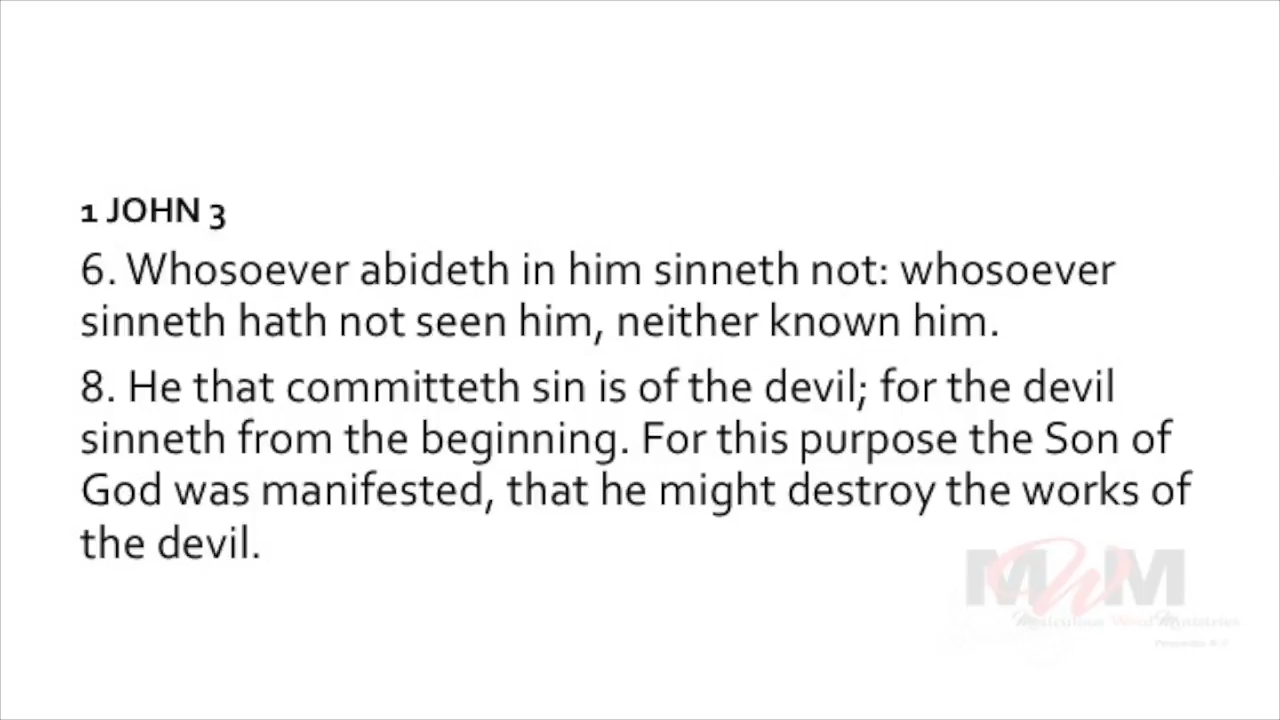 1 JOHN 3
6. Whosoever abideth in him sinneth not: whosoever
sinneth hath not seen him, neither known him.
8. He that committeth sin is of the devil; for the devil
sinneth from the beginning. For this purpose the Son of
God was manifested, that he might destroy the works of
the devil.
MWM
Word Ministries